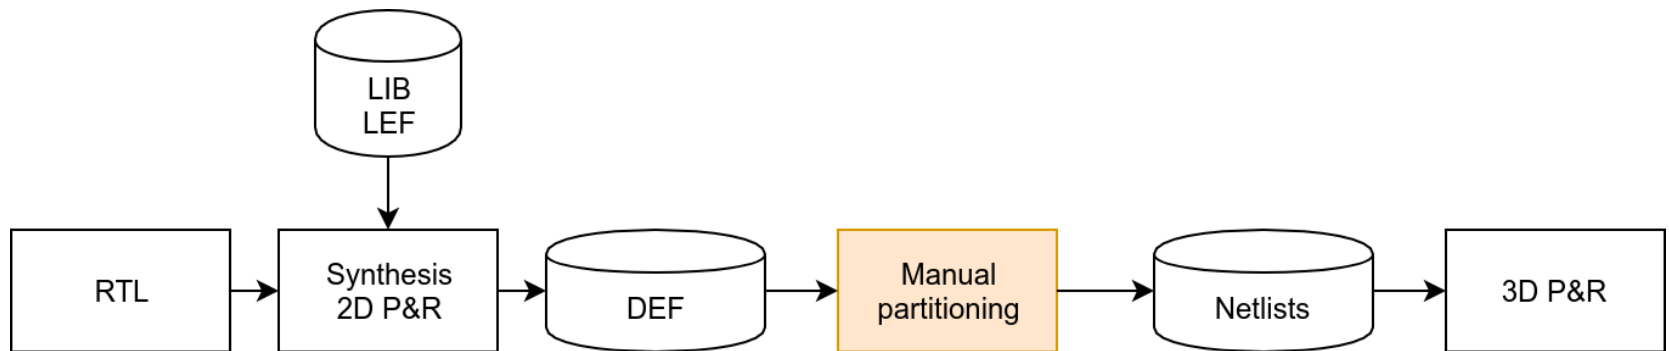 LIB
LEF
RTL
Synthesis
2D P&R
DEF
Manual
partitioning
Netlists
3D P&R